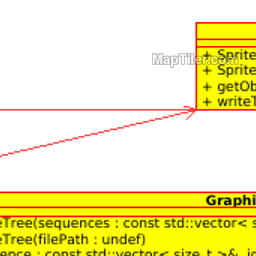 + Sprite
MapTiler.com
+ Sprite
+ getOb
+ writeT
Graphi
eTree(sequences : const std::vector< s
eTree(filePath : undef)
ence : const std::vector< size_t >&, i